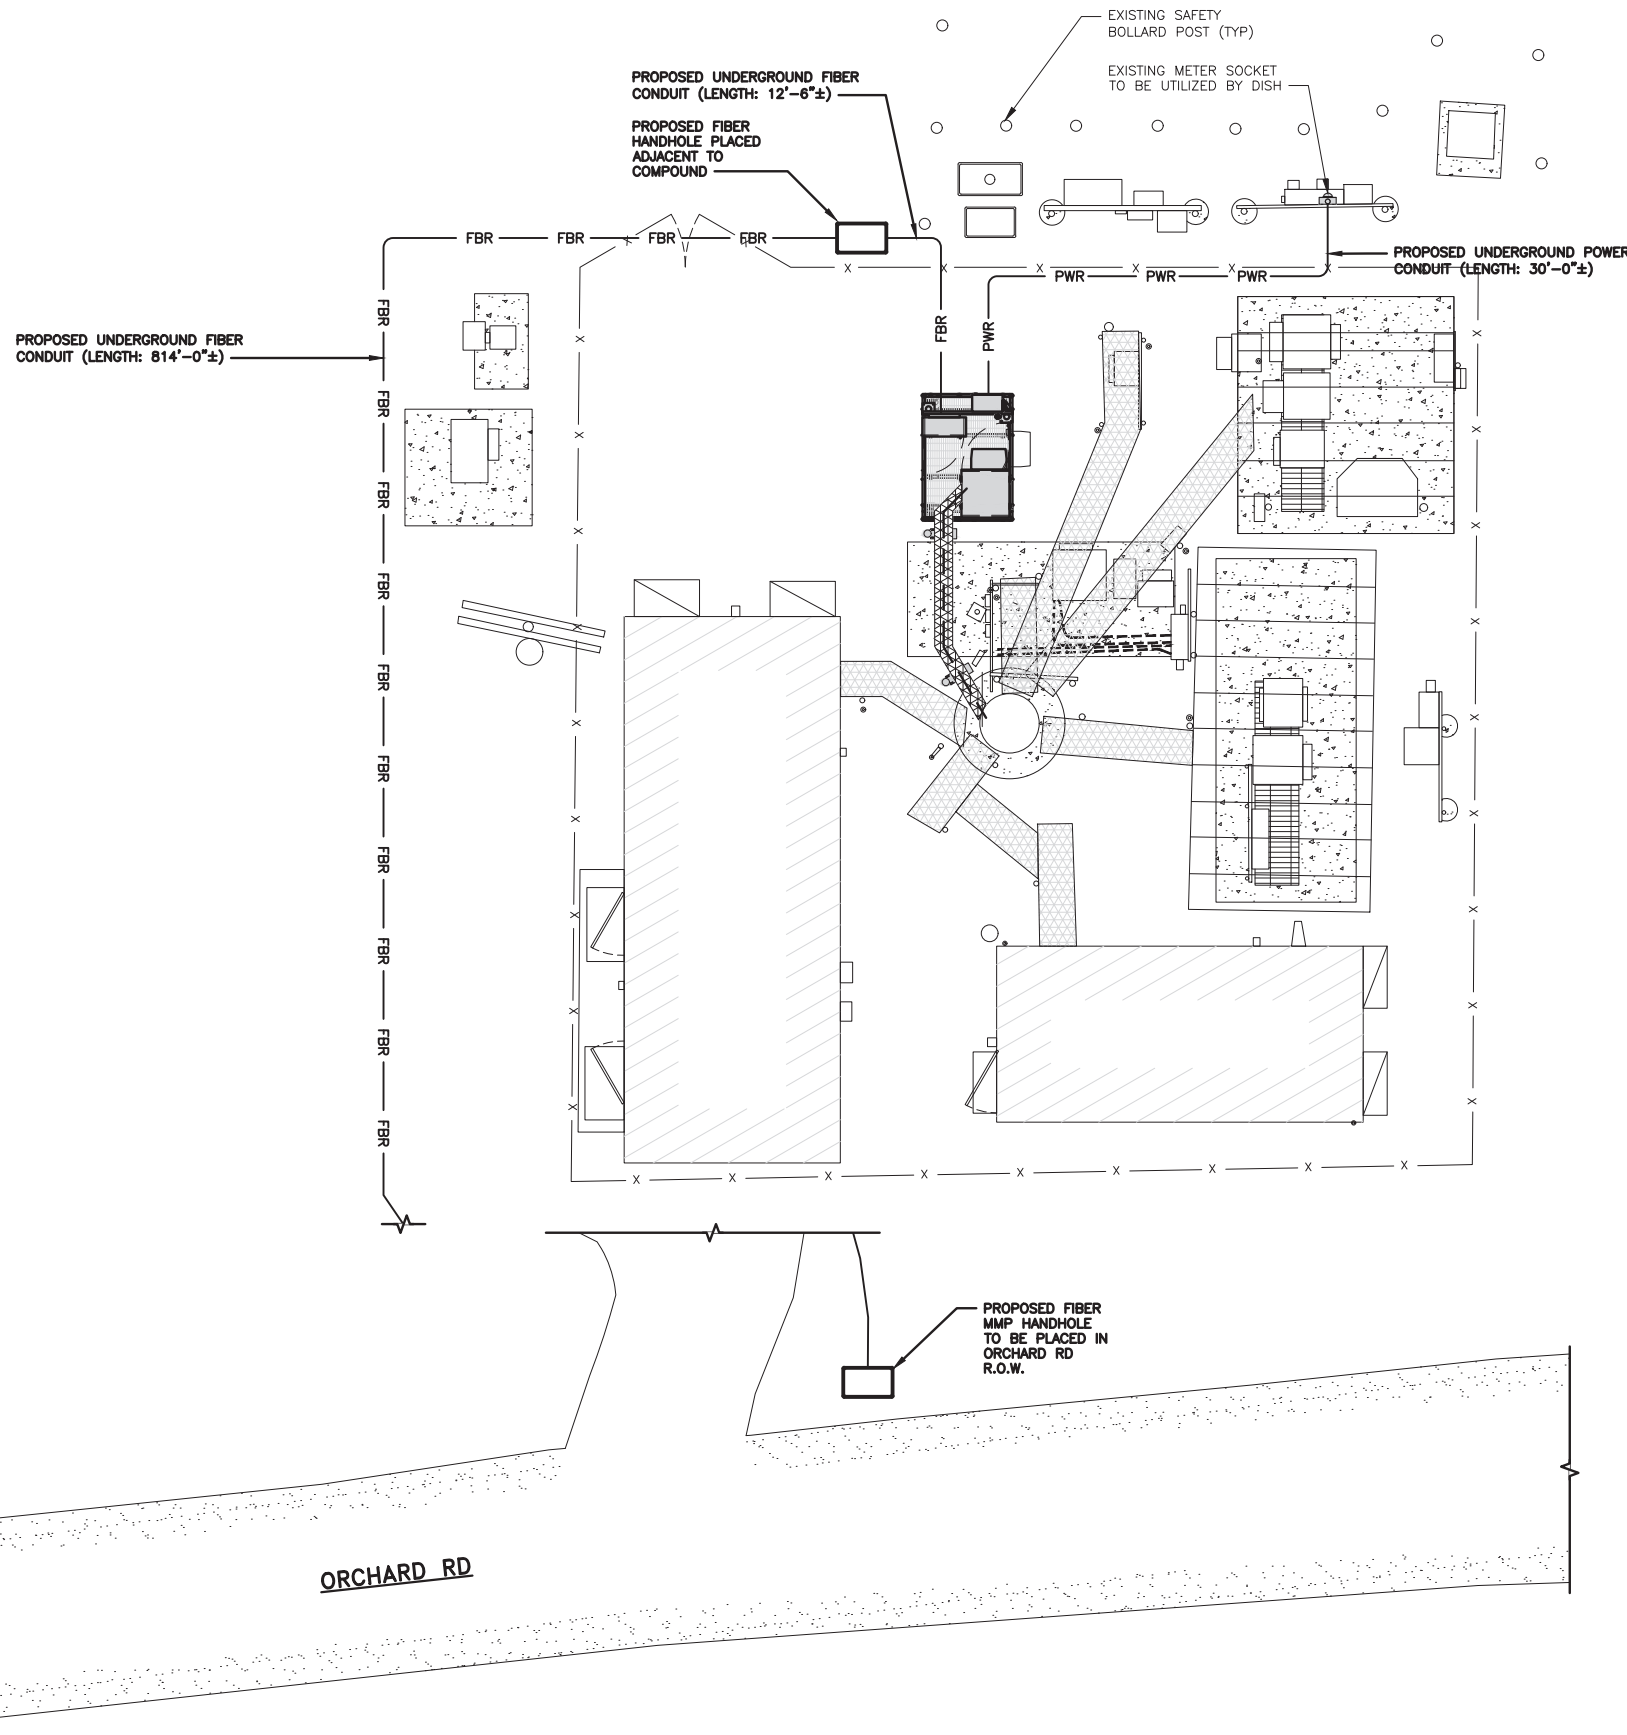 EXISTING SAFETY
BOLLARD POST (TYP)
EXISTING METER SOCKET
TO BE UTILIZED BY DISH
PROPOSED UNDERGROUND FIBER
CONDUIT (LENGTH: 12'-6"±)
PROPOSED FIBER
HANDHOLE PLACED
ADJACENT TO
COMPOUND
FBR FBR FBR FBR
PROPOSED UNDERGROUND POWER
CONDUIT (LENGTH: 30'-0"±)
X X X X X X
PWR PWR PWR
FBR
FBR
PWR
PROPOSED UNDERGROUND FIBER
CONDUIT (LENGTH: 814'-0"±)
X
X
FBR
X
X
FBR
X
X
FBR
X
X
FBR
X
X
FBR
X
X
FBR
X
X
FBR
X
X
FBR
X
X
FBR
X X X X X X X X X
PROPOSED FIBER
MMP HANDHOLE
TO BE PLACED IN
ORCHARD RD
R.O.W.
ORCHARD RD